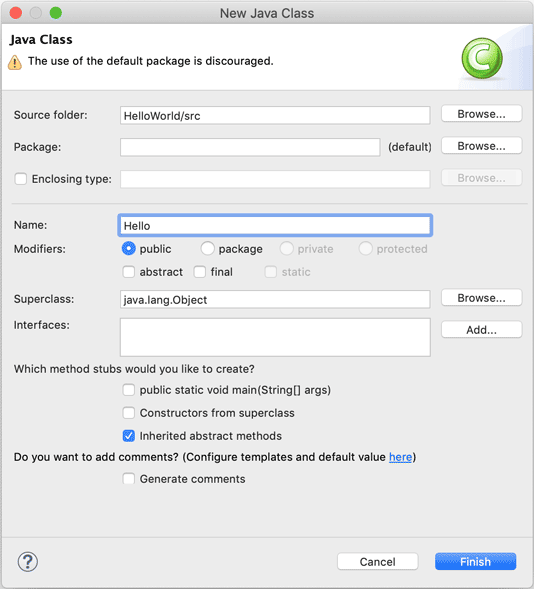 New Java Class
Java Class
The use of the default package is discouraged.
Source folder: HelloWorld/src Browse...
Package: (default) Browse...
Enclosing type: Browse...
Name: Hello
Modifiers: public package private protected
abstract final static
Superclass: java.lang.Object Browse...
Interfaces: Add...
Which method stubs would you like to create?
public static void main(String[] args)
Constructors from superclass
Inherited abstract methods
Do you want to add comments? (Configure templates and default value here)
Generate comments
? Cancel Finish